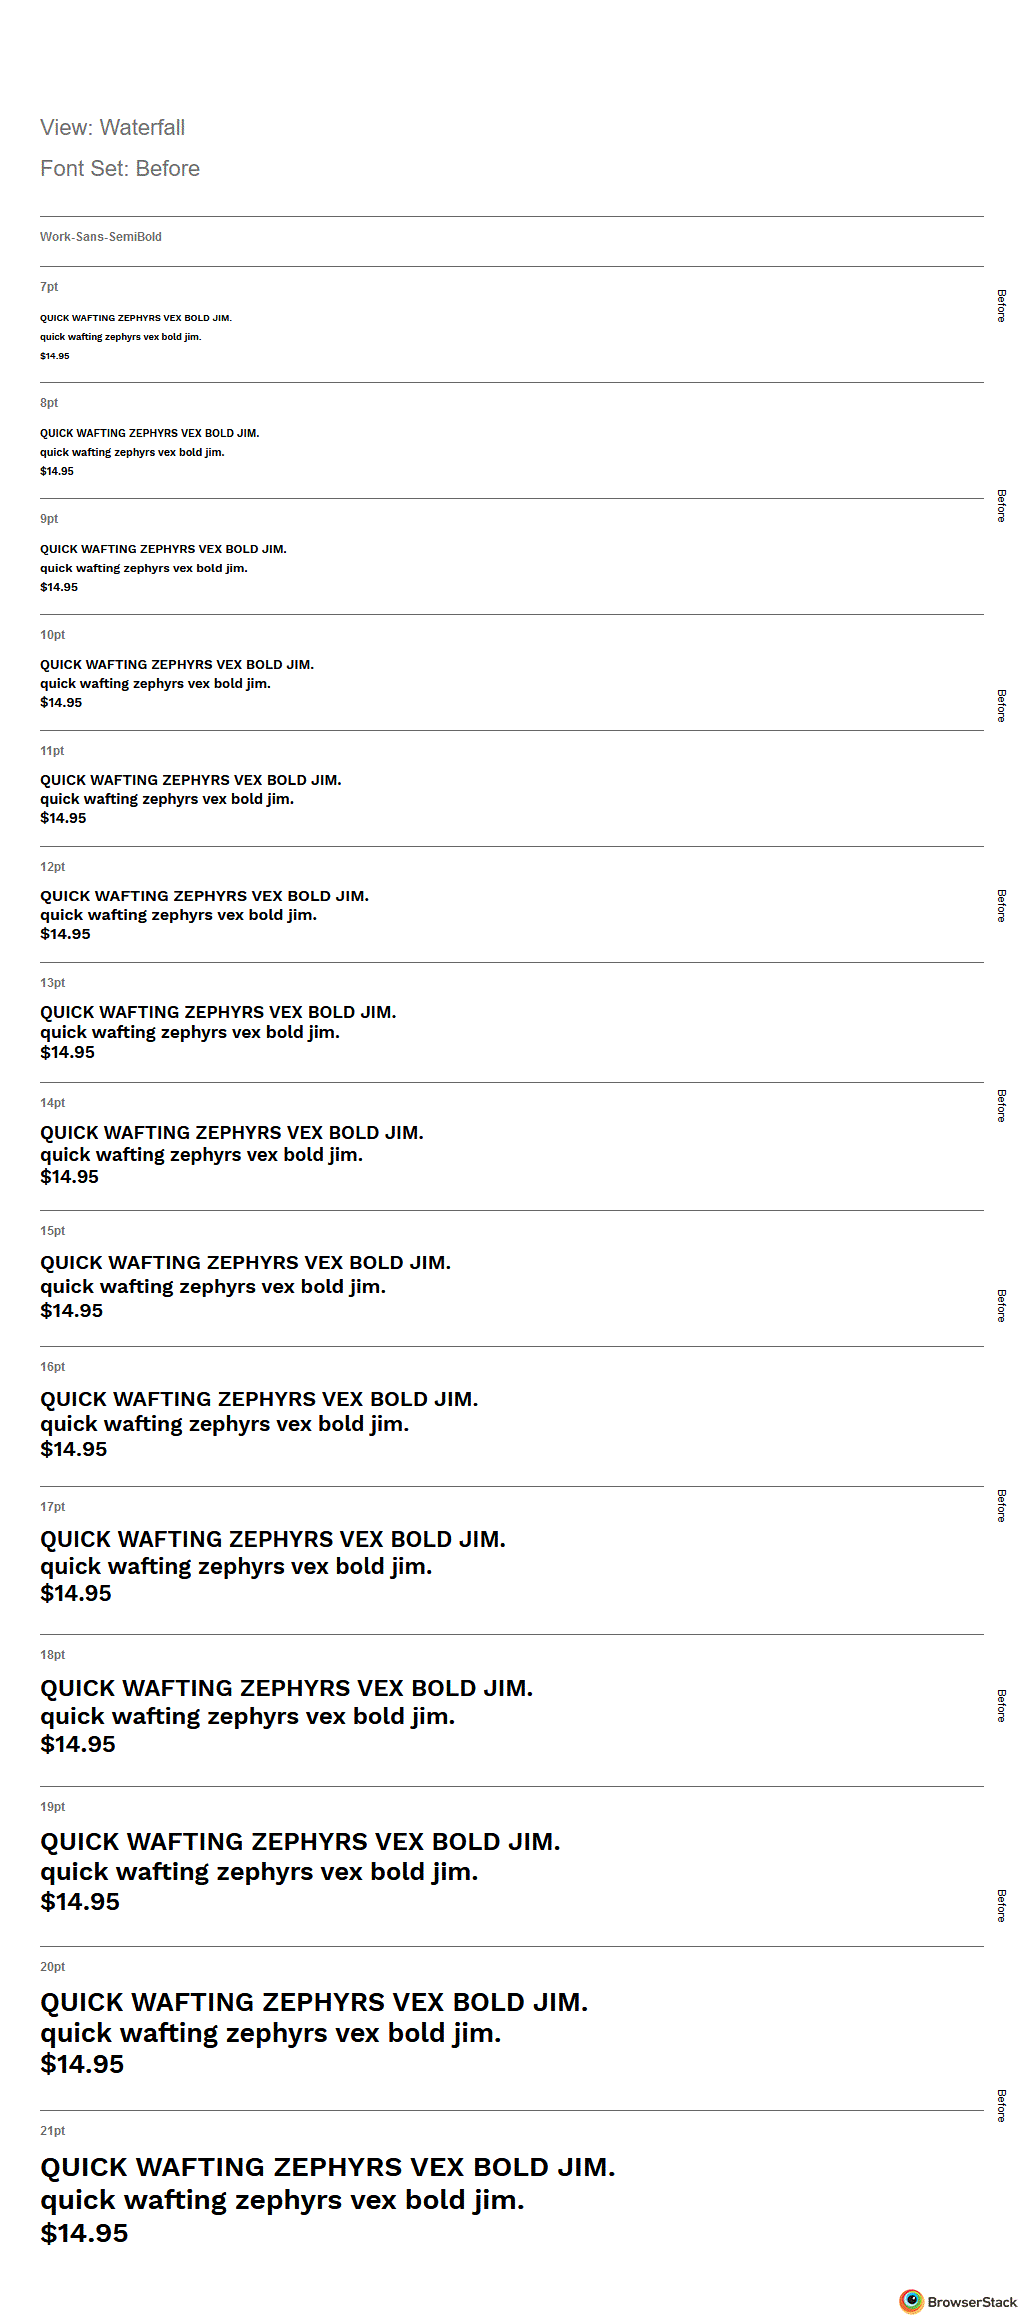 View: Waterfall
Font Set: Before
Work-Sans-SemiBold
7pt
QUICK WAFTING ZEPHYRS VEX BOLD JIM.
quick wafting zephyrs vex bold jim.
$14.95
Before
8pt
QUICK WAFTING ZEPHYRS VEX BOLD JIM.
quick wafting zephyrs vex bold jim.
$14.95
Before
9pt
QUICK WAFTING ZEPHYRS VEX BOLD JIM.
quick wafting zephyrs vex bold jim.
$14.95
10pt
QUICK WAFTING ZEPHYRS VEX BOLD JIM.
quick wafting zephyrs vex bold jim.
$14.95
Before
11pt
QUICK WAFTING ZEPHYRS VEX BOLD JIM.
quick wafting zephyrs vex bold jim.
$14.95
12pt
QUICK WAFTING ZEPHYRS VEX BOLD JIM.
quick wafting zephyrs vex bold jim.
$14.95
Before
13pt
QUICK WAFTING ZEPHYRS VEX BOLD JIM.
quick wafting zephyrs vex bold jim.
$14.95
14pt
QUICK WAFTING ZEPHYRS VEX BOLD JIM.
quick wafting zephyrs vex bold jim.
$14.95
Before
15pt
QUICK WAFTING ZEPHYRS VEX BOLD JIM.
quick wafting zephyrs vex bold jim.
$14.95
Before
16pt
QUICK WAFTING ZEPHYRS VEX BOLD JIM.
quick wafting zephyrs vex bold jim.
$14.95
17pt
QUICK WAFTING ZEPHYRS VEX BOLD JIM.
quick wafting zephyrs vex bold jim.
$14.95
Before
18pt
QUICK WAFTING ZEPHYRS VEX BOLD JIM.
quick wafting zephyrs vex bold jim.
$14.95
Before
19pt
QUICK WAFTING ZEPHYRS VEX BOLD JIM.
quick wafting zephyrs vex bold jim.
$14.95
Before
20pt
QUICK WAFTING ZEPHYRS VEX BOLD JIM.
quick wafting zephyrs vex bold jim.
$14.95
Before
21pt
QUICK WAFTING ZEPHYRS VEX BOLD JIM.
quick wafting zephyrs vex bold jim.
$14.95
BrowserStack